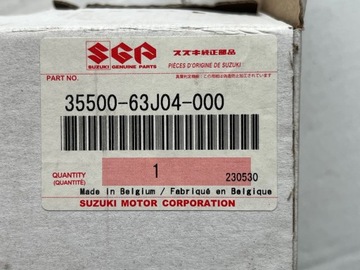 SGP スズキ純正部品
SUZUKI GENUINE PARTS PIÈCES D'ORIGINE DE SUZUKI
PART NO.
35500-63J04-000
QUANTITY 1
(QUANTITÉ) 230530
Made in Belgium / Fabriqué en Belgique
SUZUKI MOTOR CORPORATION